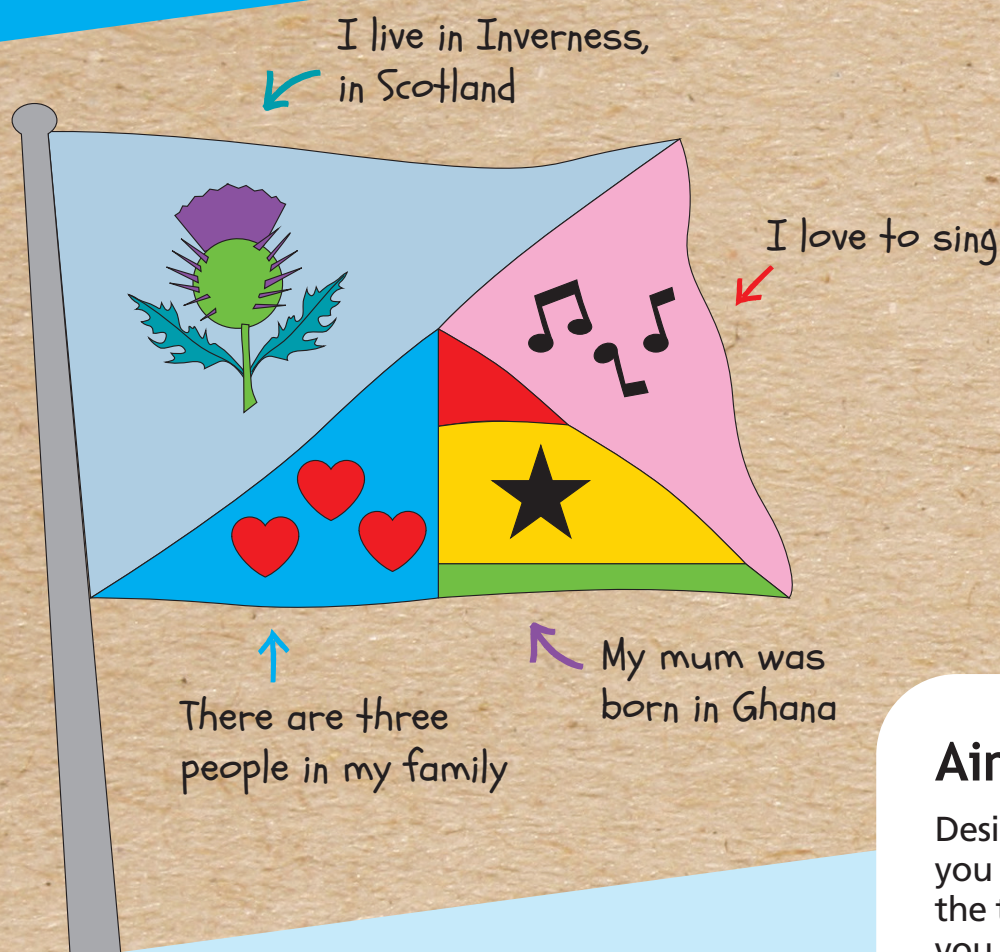 I live in Inverness,
in Scotland
I love to sing
My mum was
born in Ghana
There are three
people in my family
you